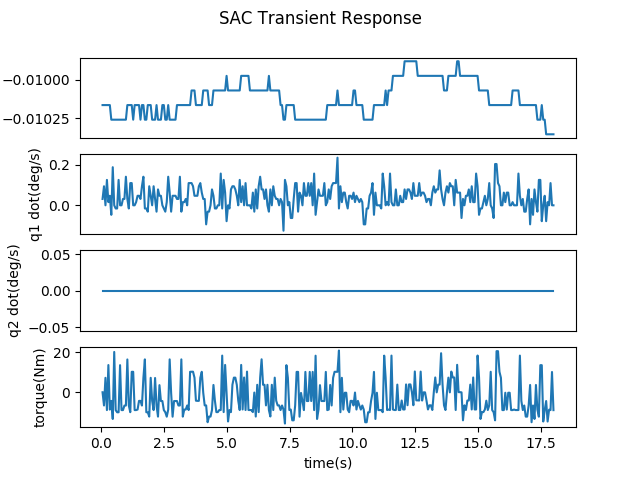 SAC Transient Response
−0.01000
−0.01025
q1 dot(deg/s)
0.2
0.0
q2 dot(deg/s)
0.05
0.00
−0.05
torque(Nm)
20
0
0.0 2.5 5.0 7.5 10.0 12.5 15.0 17.5
time(s)